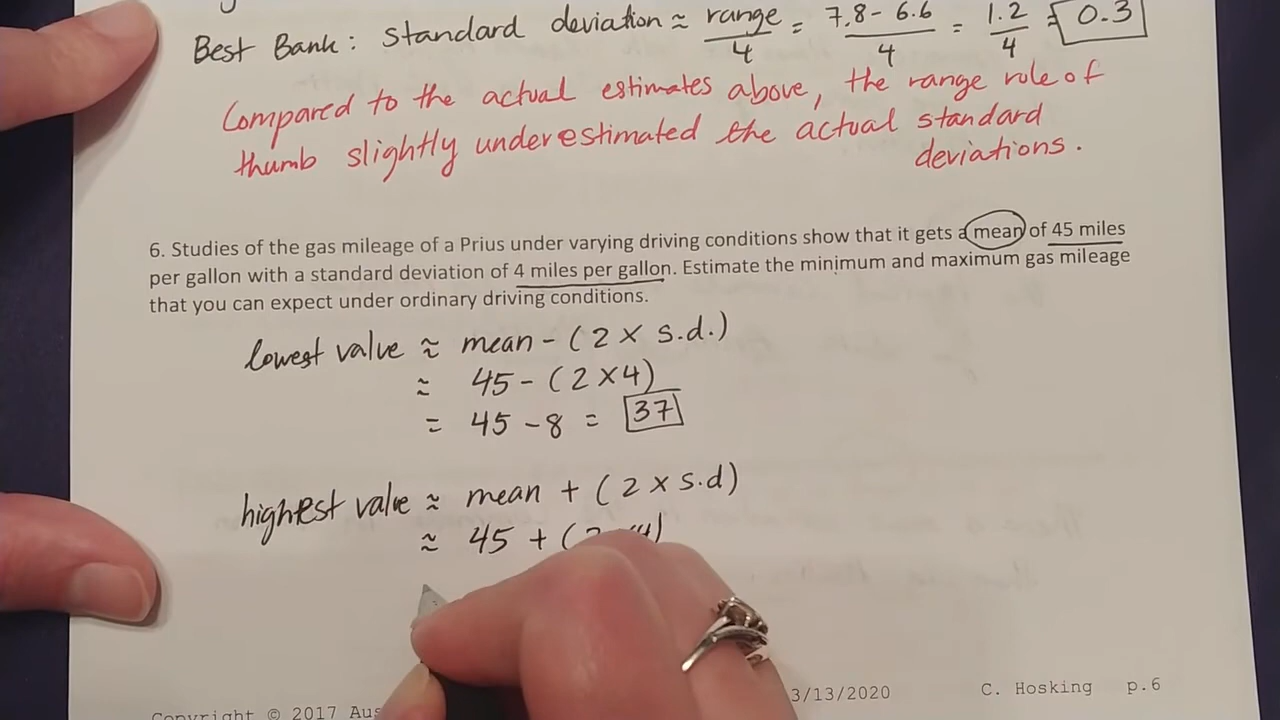 Best Bank: Standard deviation ≈ range/4 = 7.8 - 6.6/4 = 1.2/4 = 0.3
Compared to the actual estimates above, the range rule of
thumb slightly underestimated the actual standard
deviations.
6. Studies of the gas mileage of a Prius under varying driving conditions show that it gets a mean of 45 miles
per gallon with a standard deviation of 4 miles per gallon. Estimate the minimum and maximum gas mileage
that you can expect under ordinary driving conditions.
lowest value ≈ mean - (2 x s.d.)
≈ 45 - (2 x 4)
= 45 - 8 = 37
highest value ≈ mean + (2 x s.d)
≈ 45 + (2 4)
3/13/2020 C. Hosking p.6
Copyright © 2017